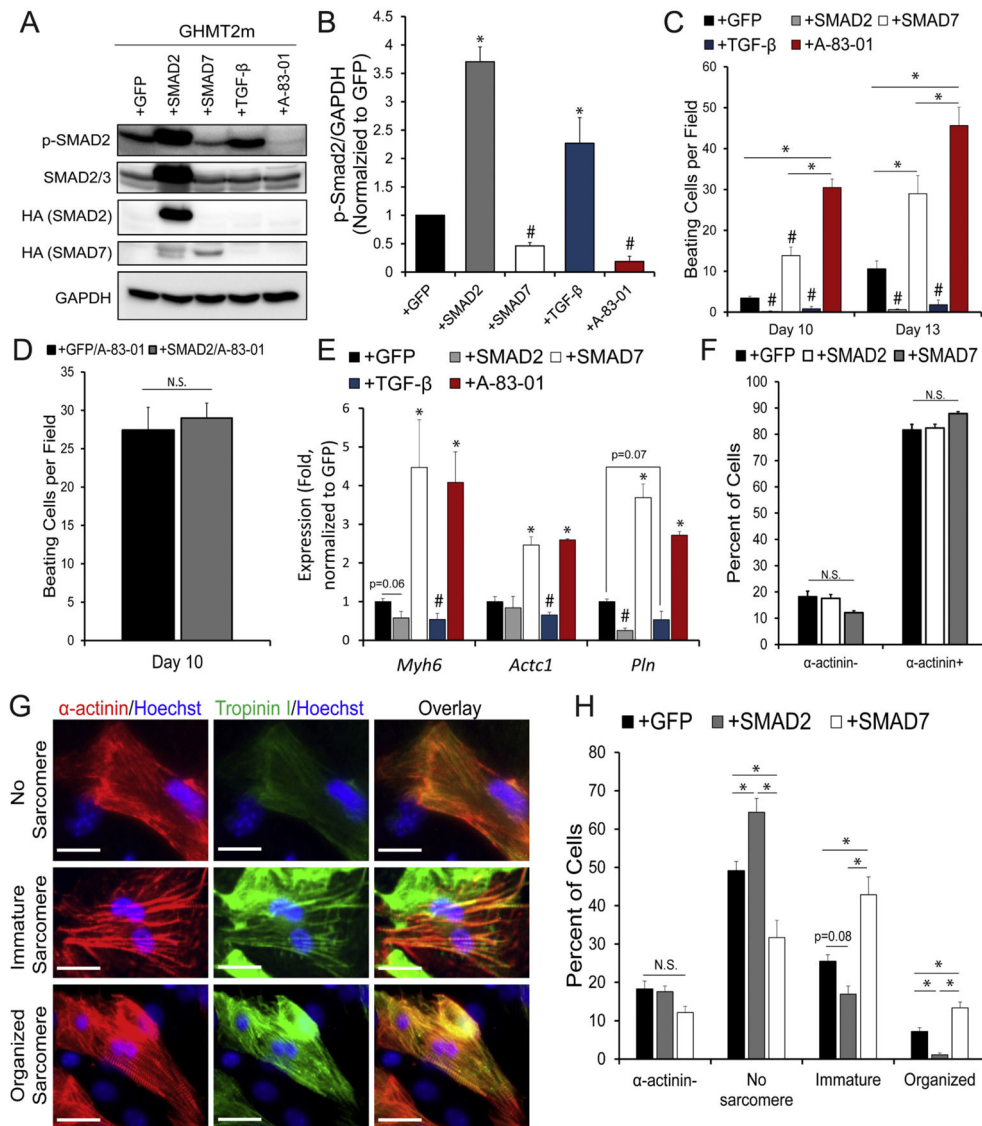 A
GHMT2m
+GFP
+SMAD2
+SMAD7
+TGF-β
+A-83-01
p-SMAD2
SMAD2/3
HA (SMAD2)
HA (SMAD7)
GAPDH
B
p-Smad2/GAPDH
(Normalzied to GFP)
4.5
4
3.5
3
2.5
2
1.5
1
0.5
0
*
#
*
#
+GFP
+SMAD2
+SMAD7
+TGF-β
+A-83-01
C
+GFP +SMAD2 +SMAD7
+TGF-β +A-83-01
Beating Cells per Field
60
50
40
30
20
10
0
*
*
*
*
*
# # #
# #
Day 10 Day 13
D
+GFP/A-83-01 +SMAD2/A-83-01
Beating Cells per Field
35
30
25
20
15
10
5
0
N.S.
Day 10
E
+GFP +SMAD2 +SMAD7
+TGF-β +A-83-01
Expression (Fold,
normalized to GFP)
6
5
4
3
2
1
0
p=0.06
* # *
* # *
p=0.07
# * *
Myh6 Actc1 Pln
F
+GFP +SMAD2 +SMAD7
Percent of Cells
100
90
80
70
60
50
40
30
20
10
0
N.S.
N.S.
α-actinin- α-actinin+
G
α-actinin/Hoechst Tropinin I/Hoechst Overlay
No
Sarcomere
Immature
Sarcomere
Organized
Sarcomere
H
+GFP +SMAD2 +SMAD7
Percent of Cells
80
70
60
50
40
30
20
10
0
N.S.
*
* *
*
*
p=0.08
*
* *
α-actinin- No
sarcomere
Immature Organized